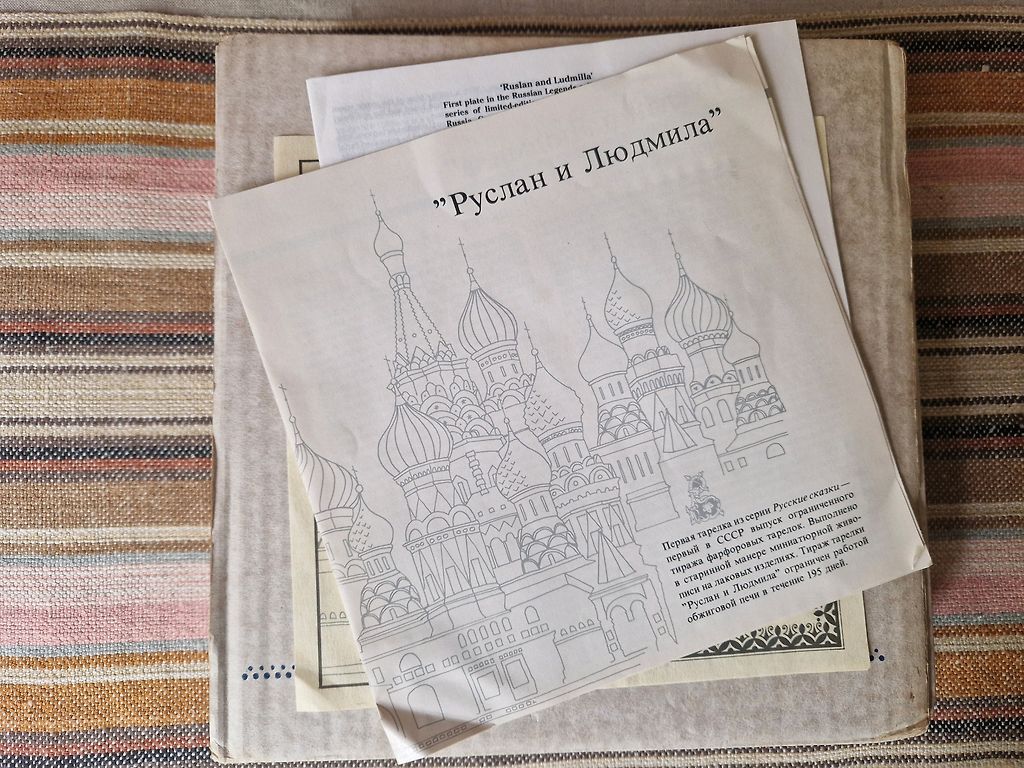 'Ruslan and Ludmilla'
First plate in the Russian Legends
series of limited-editi
Russia.
"Руслан и Людмила"
Первая тарелка из серии Русские сказки —
первый в СССР выпуск ограниченного
тиража фарфоровых тарелок. Выполнено
в старинной манере миниатюрной живо-
писи на лаковых изделиях. Тираж тарелки
"Руслан и Людмила" ограничен работой
обжиговой печи в течение 195 дней.